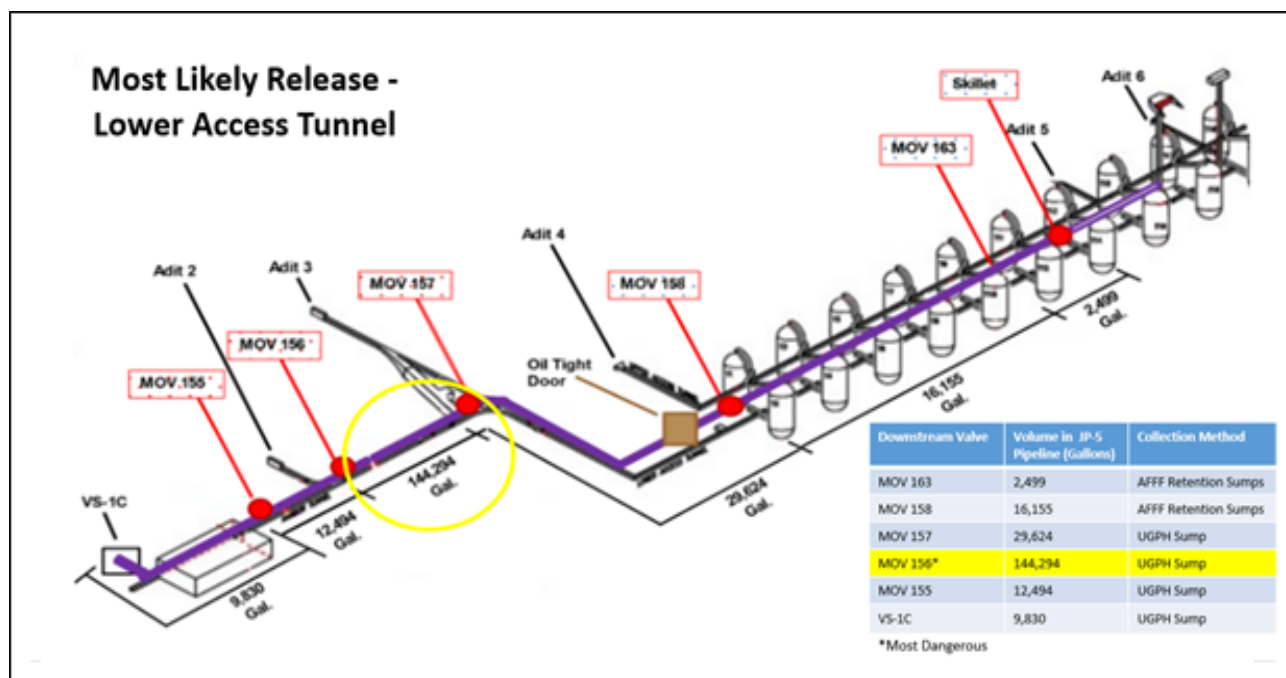 Most Likely Release -
Lower Access Tunnel
Skillet
Adit 6
MOV 163
Adit 5
Adit 4
Adit 3
Adit 2
MOV 157
MOV 158
MOV 156
MOV 155
Oil Tight
Door
VS-1C
2,499
Gal.
16,155
Gal.
29,624
Gal.
144,294
Gal.
12,494
Gal.
9,830
Gal.
Downstream Valve Volume in JP-5 Pipeline (Gallons) Collection Method
MOV 163 2,499 AFFF Retention Sumps
MOV 158 16,155 AFFF Retention Sumps
MOV 157 29,624 UGPH Sump
MOV 156* 144,294 UGPH Sump
MOV 155 12,494 UGPH Sump
VS-1C 9,830 UGPH Sump
*Most Dangerous